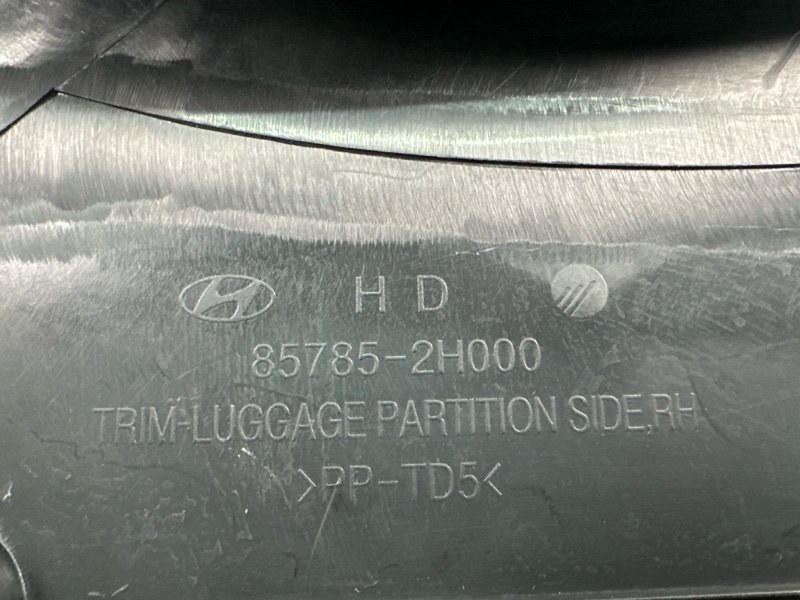 H D
85785-2H000
TRIM-LUGGAGE PARTITION SIDE,RH
>PP-TD5<